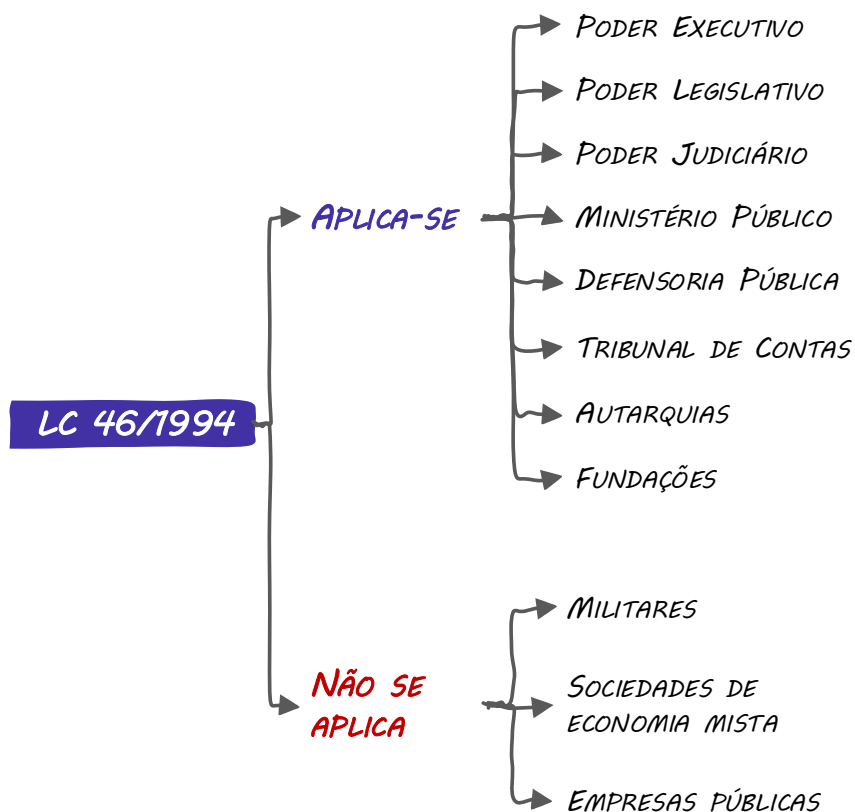 LC 46/1994
APLICA-SE
PODER EXECUTIVO
PODER LEGISLATIVO
PODER JUDICIÁRIO
MINISTÉRIO PÚBLICO
DEFENSORIA PÚBLICA
TRIBUNAL DE CONTAS
AUTARQUIAS
FUNDAÇÕES
NÃO SE
APLICA
MILITARES
SOCIEDADES DE
ECONOMIA MISTA
EMPRESAS PÚBLICAS